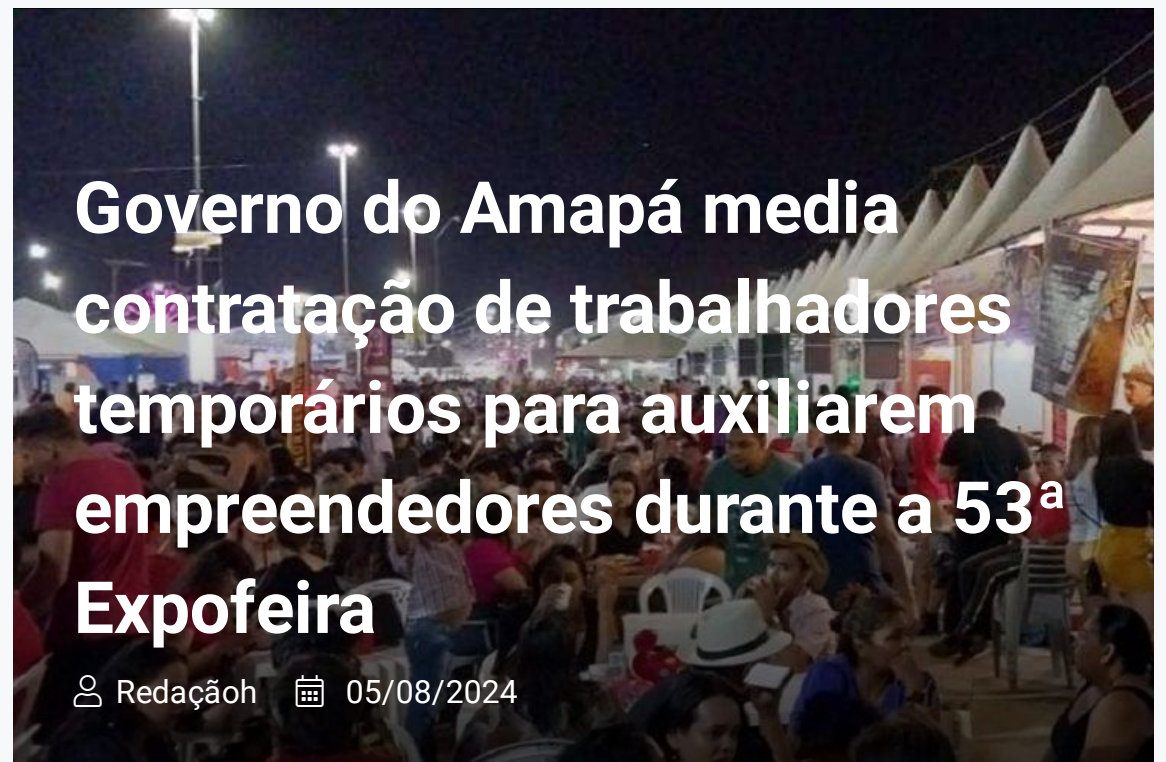 Governo do Amapá media
contratação de trabalhadores
temporários para auxiliarem
empreendedores durante a 53ª
Expofeira
Redaçãoh 05/08/2024